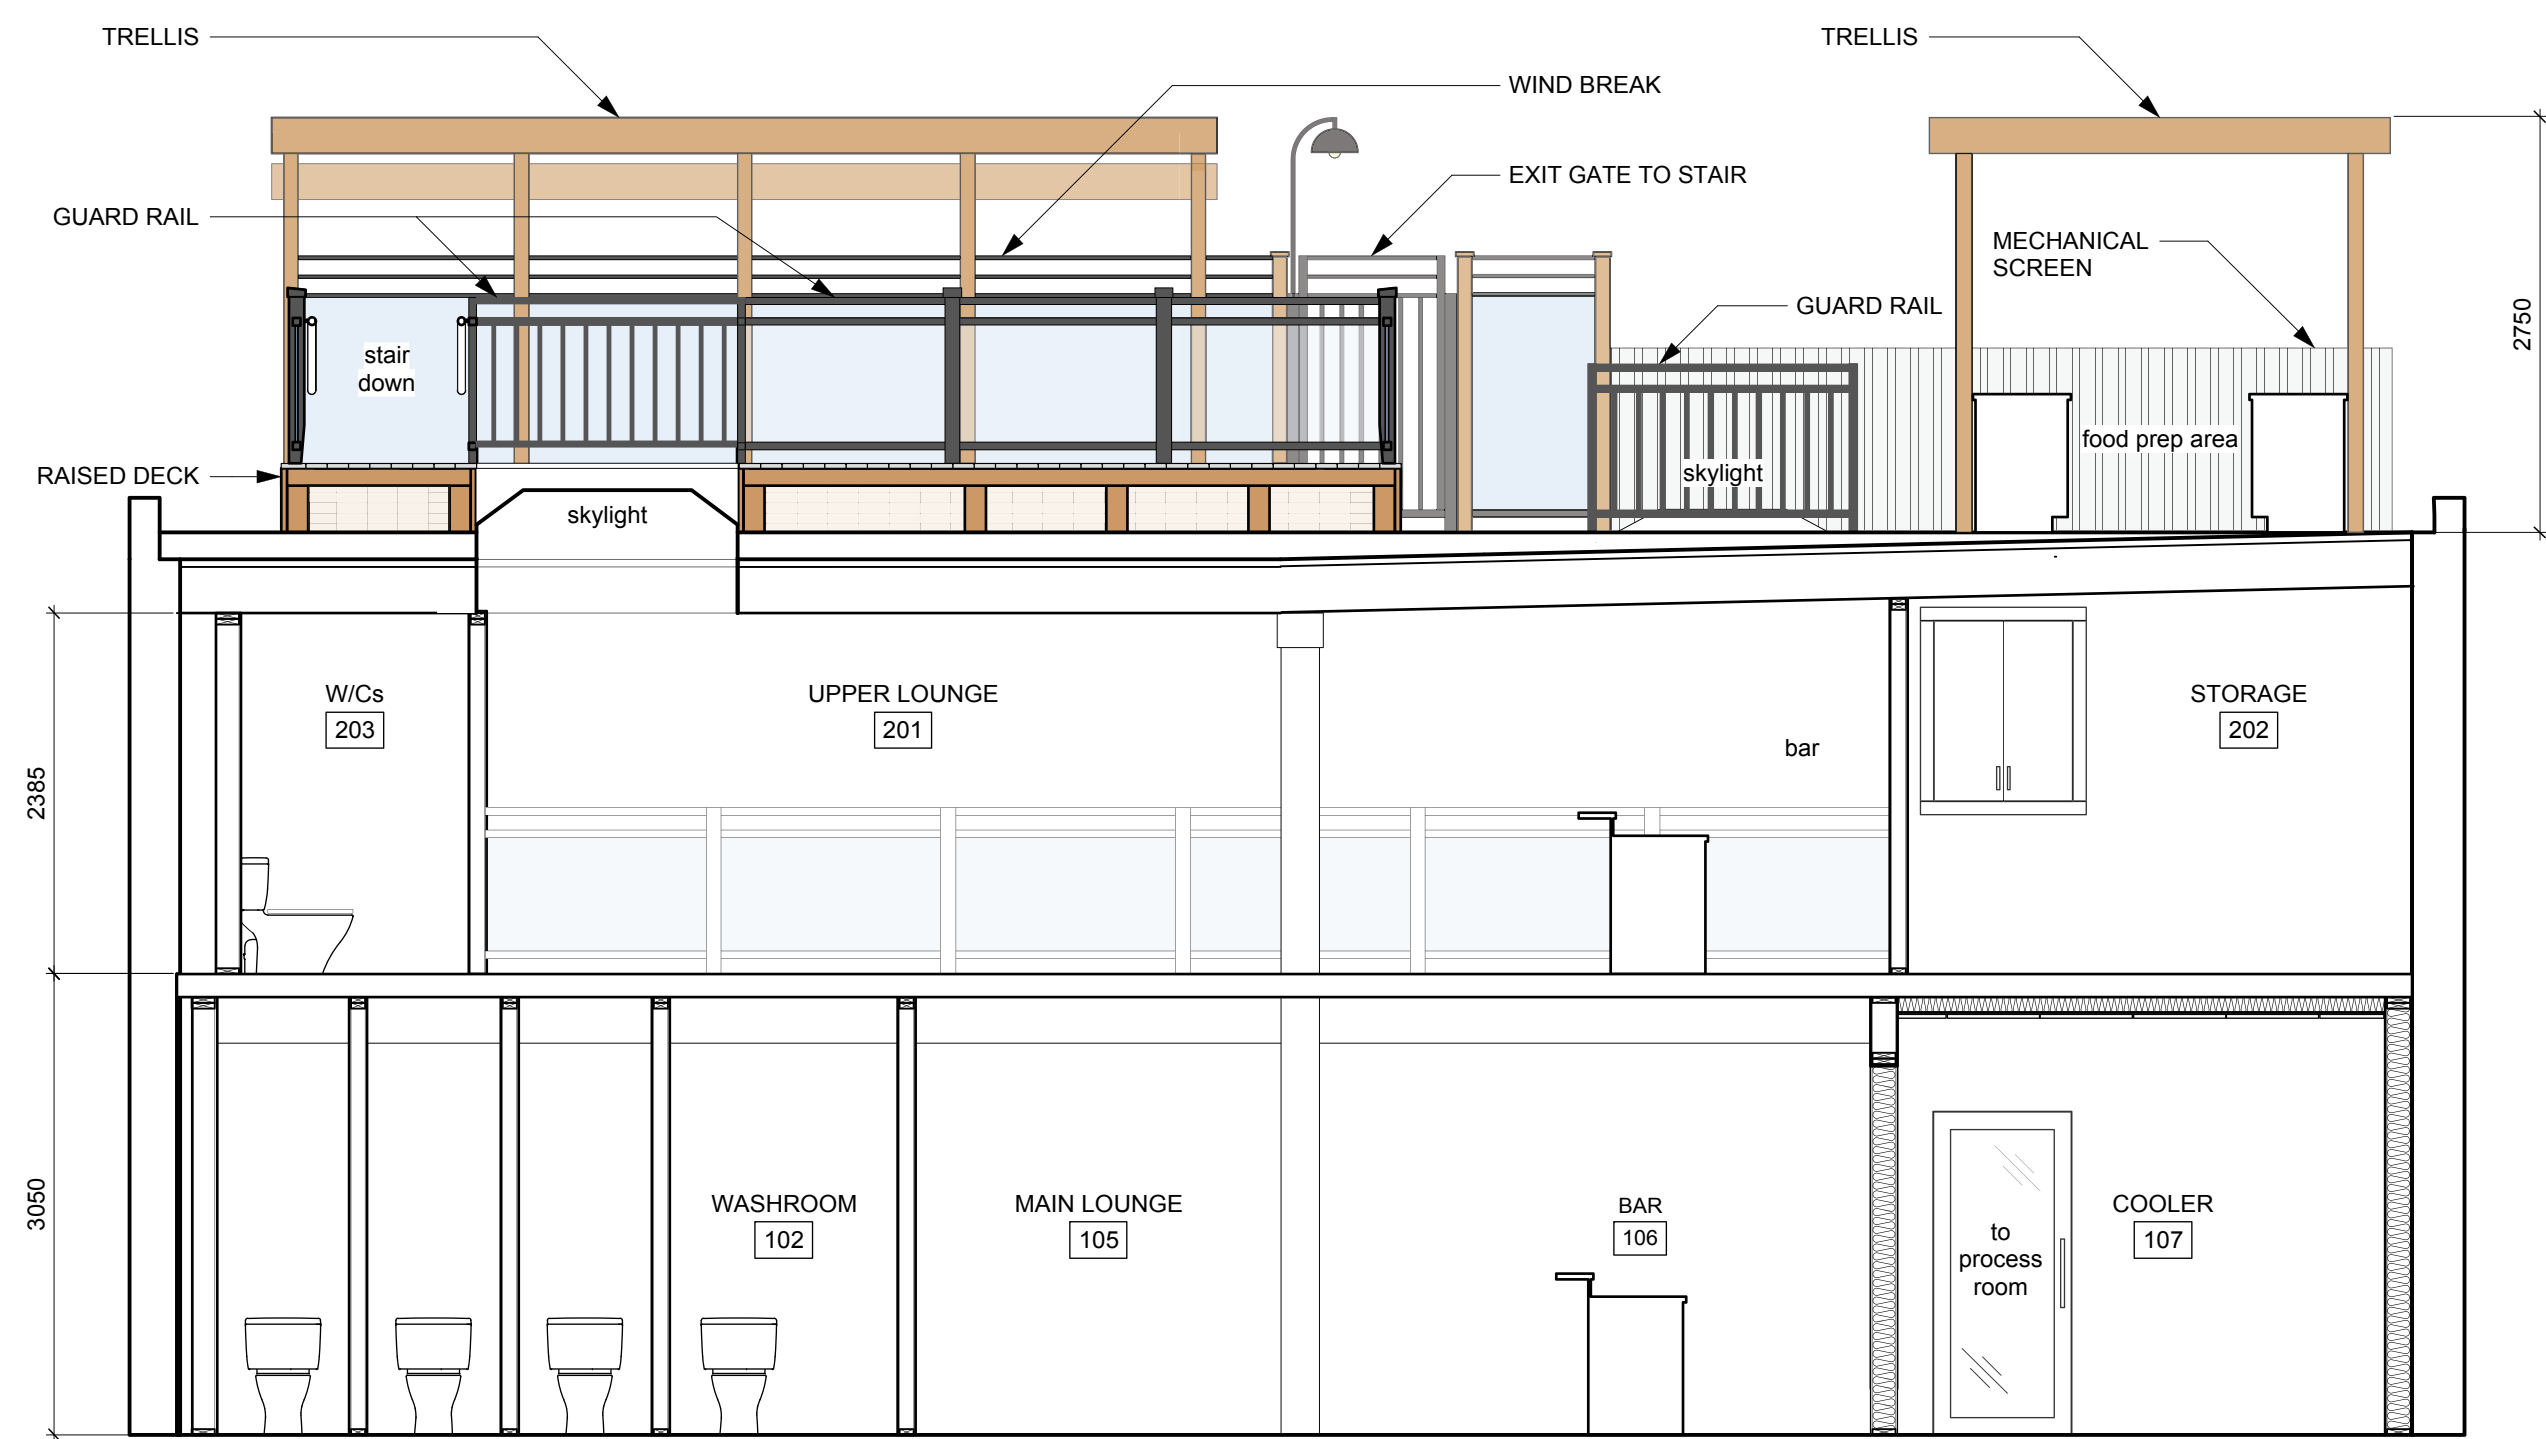 TRELLIS
TRELLIS
WIND BREAK
EXIT GATE TO STAIR
GUARD RAIL
MECHANICAL
SCREEN
GUARD RAIL
2750
stair
down
food prep area
RAISED DECK
skylight
skylight
W/Cs
203
UPPER LOUNGE
201
STORAGE
202
bar
2385
3050
WASHROOM
102
MAIN LOUNGE
105
BAR
106
COOLER
107
to
process
room